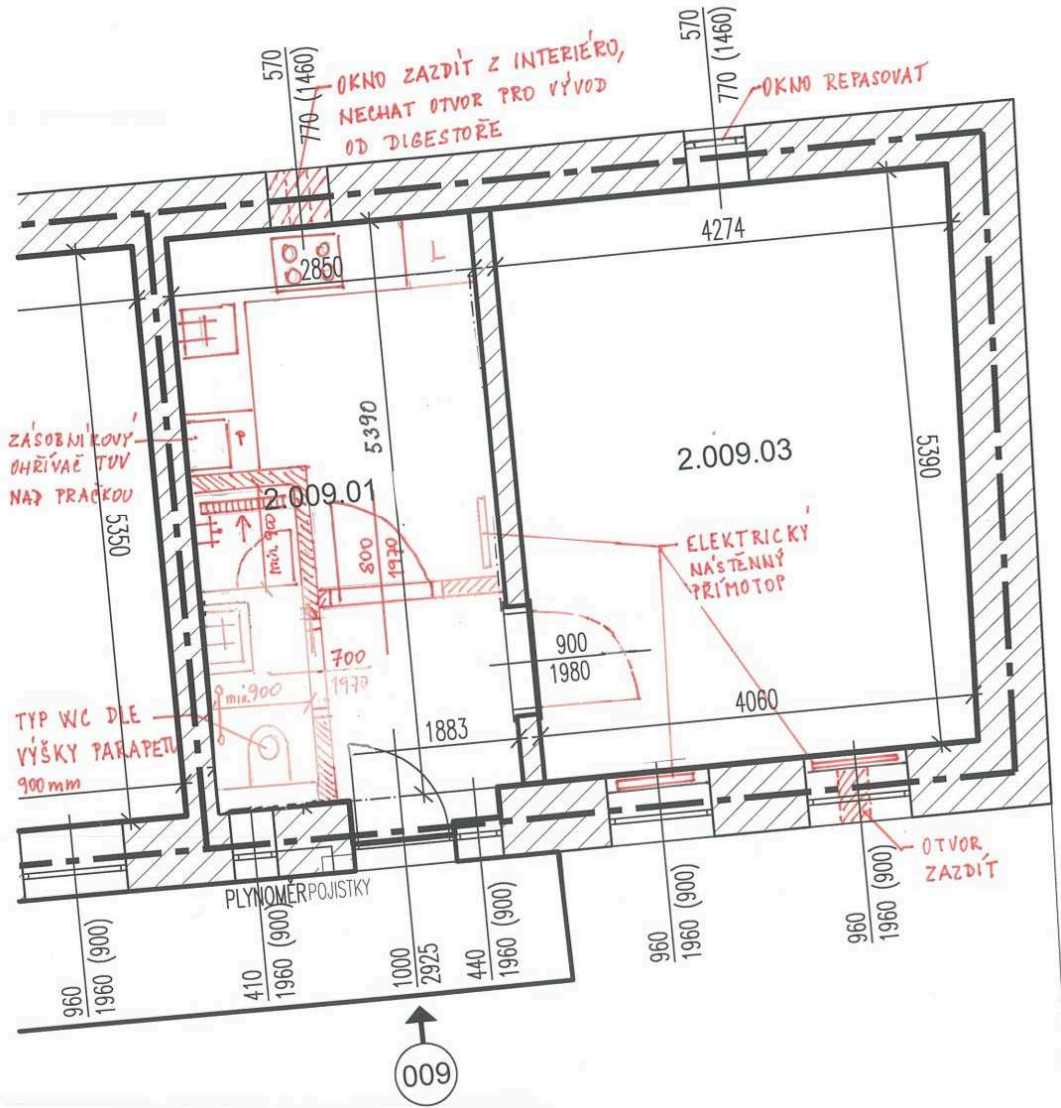 570
770 (1460)
OKNO ZAZDÍT Z INTERIÉRO,
NECHAT OTVOR PRO VÝVOD
OD DIGESTOŘE
570
770 (1460)
OKNO REPASOVAT
2850
L
4274
5390
5390
ZÁSOBNÍKOVÝ
OHŘÍVAČ TUV
NAD PRAČKOU
P
5350
2.009.01
2.009.03
min. 900
800
1970
ELEKTRICKÝ
NÁSTĚNNÝ
PŘÍMOTOP
900
1980
700
1970
min.900
TYP WC DLE
VÝŠKY PARAPETU
900 mm
1883
4060
OTVOR
ZAZDÍT
PLYNOMĚR POJISTKY
960
1960 (900)
410
1960 (900)
1000
2925
440
1960 (900)
960
1960 (900)
960
1960 (900)
009